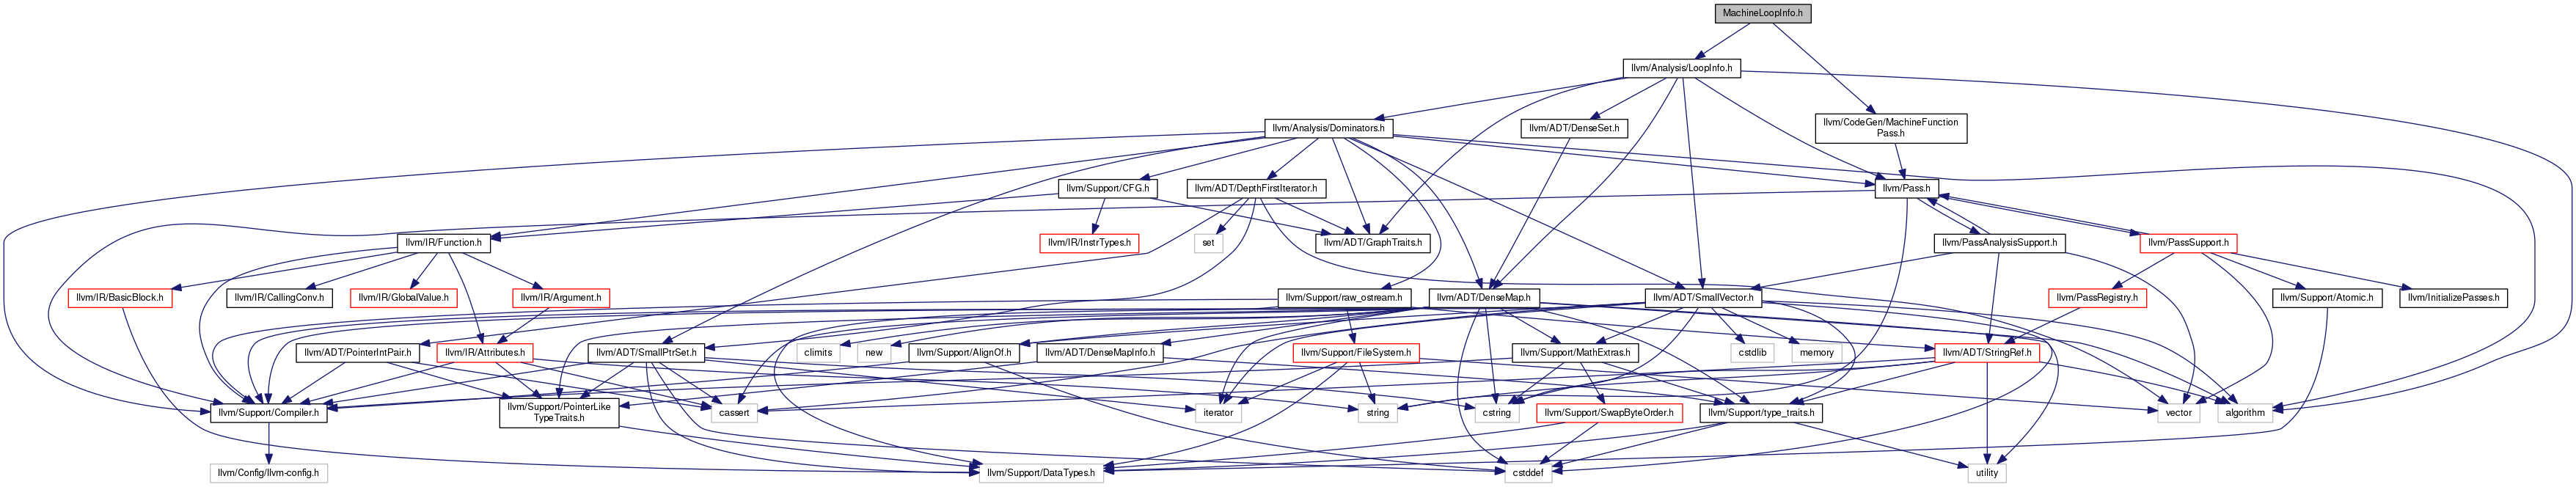 MachineLoopInfo.h
llvm/Analysis/LoopInfo.h
llvm/Analysis/Dominators.h
llvm/ADT/DenseSet.h
llvm/CodeGen/MachineFunction
Pass.h
llvm/Support/CFG.h
llvm/ADT/DepthFirstIterator.h
llvm/Pass.h
llvm/IR/Function.h
llvm/IR/InstrTypes.h
set
llvm/ADT/GraphTraits.h
llvm/PassAnalysisSupport.h
llvm/PassSupport.h
llvm/IR/BasicBlock.h
llvm/IR/CallingConv.h
llvm/IR/GlobalValue.h
llvm/IR/Argument.h
llvm/Support/raw_ostream.h
llvm/ADT/DenseMap.h
llvm/ADT/SmallVector.h
llvm/PassRegistry.h
llvm/Support/Atomic.h
llvm/InitializePasses.h
llvm/ADT/PointerIntPair.h
llvm/IR/Attributes.h
llvm/ADT/SmallPtrSet.h
climits
new
llvm/Support/AlignOf.h
llvm/ADT/DenseMapInfo.h
llvm/Support/FileSystem.h
llvm/Support/MathExtras.h
cstdlib
memory
llvm/ADT/StringRef.h
llvm/Support/Compiler.h
llvm/Support/PointerLike
TypeTraits.h
cassert
iterator
string
cstring
llvm/Support/SwapByteOrder.h
llvm/Support/type_traits.h
vector
algorithm
llvm/Config/llvm-config.h
llvm/Support/DataTypes.h
cstddef
utility